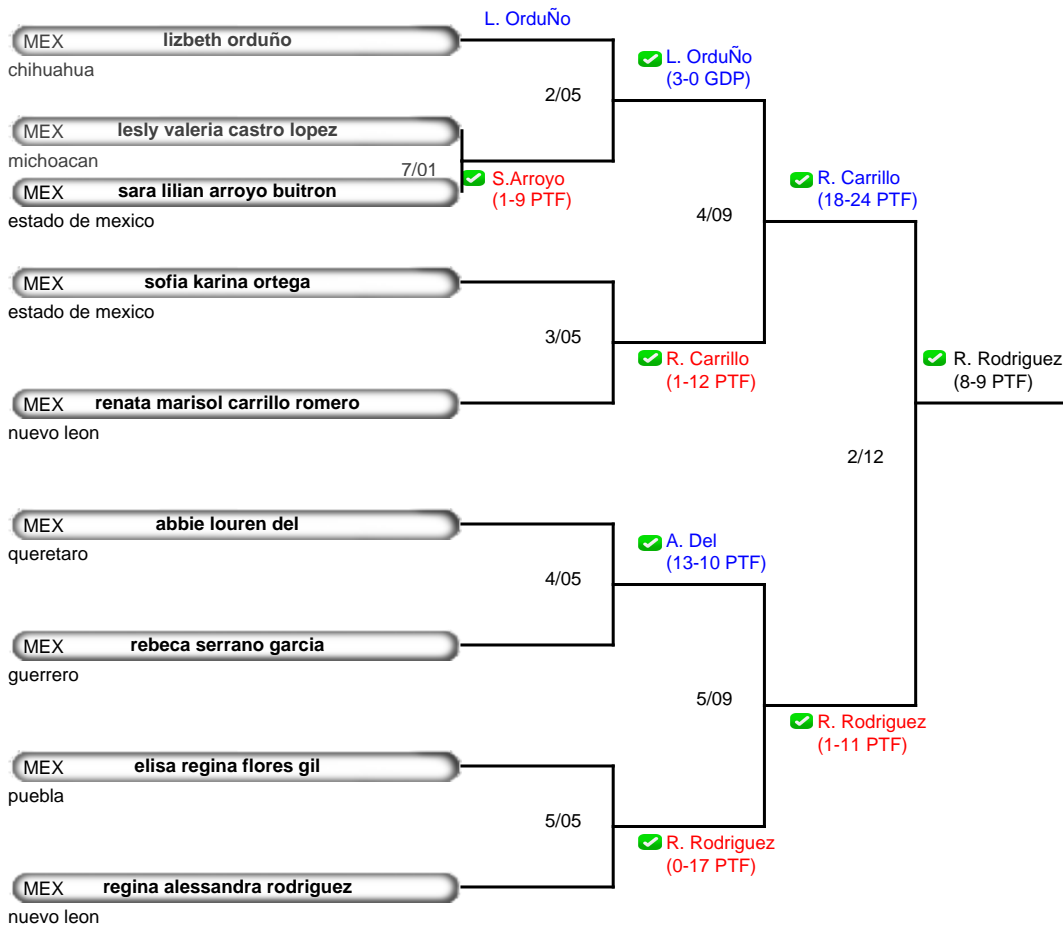 L. OrduÑo
MEX lizbeth orduño
chihuahua
L. OrduÑo
(3-0 GDP)
2/05
MEX lesly valeria castro lopez
michoacan
7/01
S.Arroyo
(1-9 PTF)
MEX sara lilian arroyo buitron
estado de mexico
R. Carrillo
(18-24 PTF)
4/09
MEX sofia karina ortega
estado de mexico
3/05
R. Carrillo
(1-12 PTF)
MEX renata marisol carrillo romero
nuevo leon
R. Rodriguez
(8-9 PTF)
2/12
MEX abbie louren del
queretaro
A. Del
(13-10 PTF)
4/05
MEX rebeca serrano garcia
guerrero
5/09
R. Rodriguez
(1-11 PTF)
MEX elisa regina flores gil
puebla
5/05
R. Rodriguez
(0-17 PTF)
MEX regina alessandra rodriguez
nuevo leon